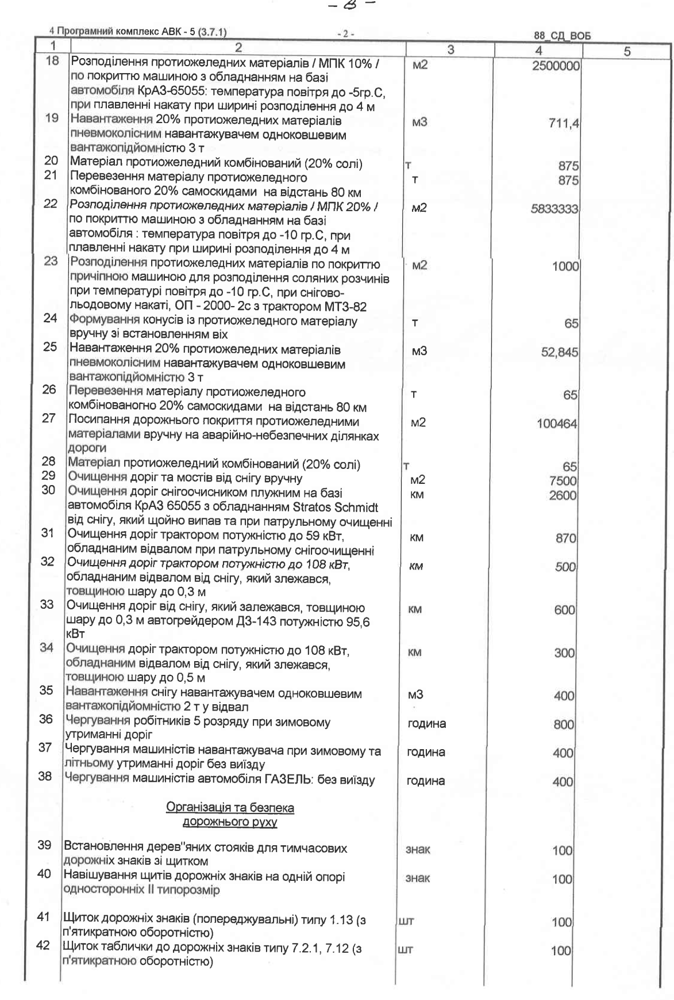 - 3 -
4 Програмний комплекс АВК - 5 (3.7.1) - 2 - 88_СД_ВОБ
1 2 3 4 5
18 Розподілення протиожеледних матеріалів / МПК 10% / м2 2500000
по покриттю машиною з обладнанням на базі
автомобіля КрАЗ-65055: температура повітря до -5гр.С,
при плавленні накату при ширині розподілення до 4 м
19 Навантаження 20% протиожеледних матеріалів м3 711,4
пневмоколісним навантажувачем одноковшевим
вантажопідйомністю 3 т
20 Матеріал протиожеледний комбінований (20% солі) т 875
21 Перевезення матеріалу протиожеледного т 875
комбінованого 20% самоскидами на відстань 80 км
22 Розподілення протиожеледних матеріалів / МПК 20% / м2 5833333
по покриттю машиною з обладнанням на базі
автомобіля : температура повітря до -10 гр.С, при
плавленні накату при ширині розподілення до 4 м
23 Розподілення протиожеледних матеріалів по покриттю м2 1000
причіпною машиною для розподілення соляних розчинів
при температурі повітря до -10 гр.С, при снігово-
льодовому накаті, ОП - 2000- 2с з трактором МТЗ-82
24 Формування конусів із протиожеледного матеріалу т 65
вручну зі встановленням віх
25 Навантаження 20% протиожеледних матеріалів м3 52,845
пневмоколісним навантажувачем одноковшевим
вантажопідйомністю 3 т
26 Перевезення матеріалу протиожеледного т 65
комбінованогно 20% самоскидами на відстань 80 км
27 Посипання дорожнього покриття протиожеледними м2 100464
матеріалами вручну на аварійно-небезпечних ділянках
дороги
28 Матеріал протиожеледний комбінований (20% солі) т 65
29 Очищення доріг та мостів від снігу вручну м2 7500
30 Очищення доріг снігоочисником плужним на базі км 2600
автомобіля КрАЗ 65055 з обладнанням Stratos Schmidt
від снігу, який щойно випав та при патрульному очищенні
31 Очищення доріг трактором потужністю до 59 кВт, км 870
обладнаним відвалом при патрульному снігоочищенні
32 Очищення доріг трактором потужністю до 108 кВт, км 500
обладнаним відвалом від снігу, який злежався,
товщиною шару до 0,3 м
33 Очищення доріг від снігу, який залежався, товщиною км 600
шару до 0,3 м автогрейдером ДЗ-143 потужністю 95,6
кВт
34 Очищення доріг трактором потужністю до 108 кВт, км 300
обладнаним відвалом від снігу, який злежався,
товщиною шару до 0,5 м
35 Навантаження снігу навантажувачем одноковшевим м3 400
вантажопідйомністю 2 т у відвал
36 Чергування робітників 5 розряду при зимовому година 800
утриманні доріг
37 Чергування машиністів навантажувача при зимовому та година 400
літньому утриманні доріг без виїзду
38 Чергування машиністів автомобіля ГАЗЕЛЬ: без виїзду година 400
Організація та безпека
дорожнього руху
39 Встановлення дерев"яних стояків для тимчасових знак 100
дорожніх знаків зі щитком
40 Навішування щитів дорожніх знаків на одній опорі знак 100
односторонніх II типорозмір
41 Щиток дорожніх знаків (попереджувальні) типу 1.13 (з шт 100
п'ятикратною оборотністю)
42 Щиток таблички до дорожніх знаків типу 7.2.1, 7.12 (з шт 100
п'ятикратною оборотністю)